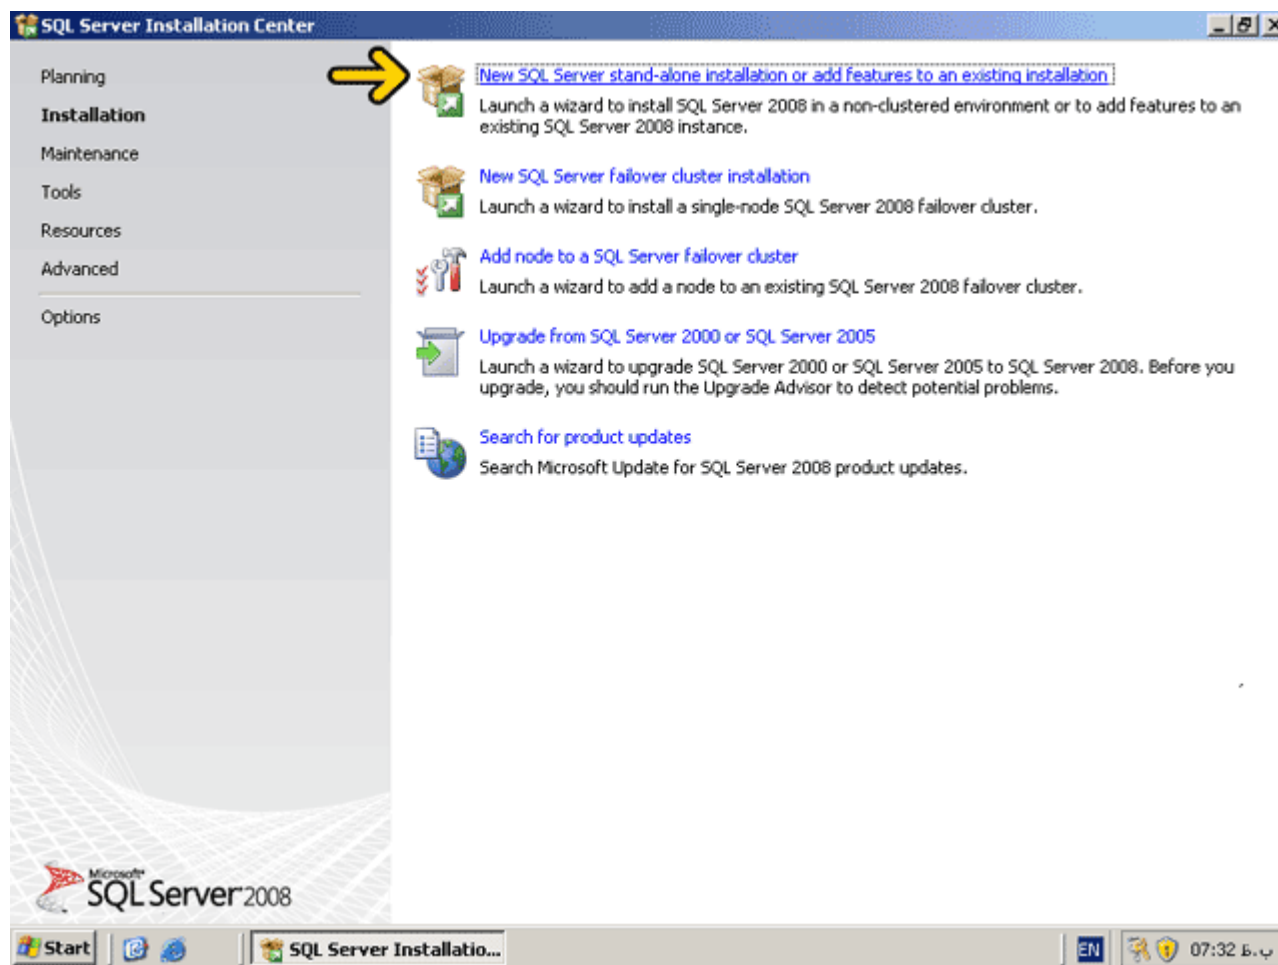 SQL Server Installation Center
Planning
Installation
Maintenance
Tools
Resources
Advanced
Options
New SQL Server stand-alone installation or add features to an existing installation
Launch a wizard to install SQL Server 2008 in a non-clustered environment or to add features to an
existing SQL Server 2008 instance.
New SQL Server failover cluster installation
Launch a wizard to install a single-node SQL Server 2008 failover cluster.
Add node to a SQL Server failover cluster
Launch a wizard to add a node to an existing SQL Server 2008 failover cluster.
Upgrade from SQL Server 2000 or SQL Server 2005
Launch a wizard to upgrade SQL Server 2000 or SQL Server 2005 to SQL Server 2008. Before you
upgrade, you should run the Upgrade Advisor to detect potential problems.
Search for product updates
Search Microsoft Update for SQL Server 2008 product updates.
Microsoft
SQL Server 2008
Start
SQL Server Installatio...
EN
07:32 ب.ظ